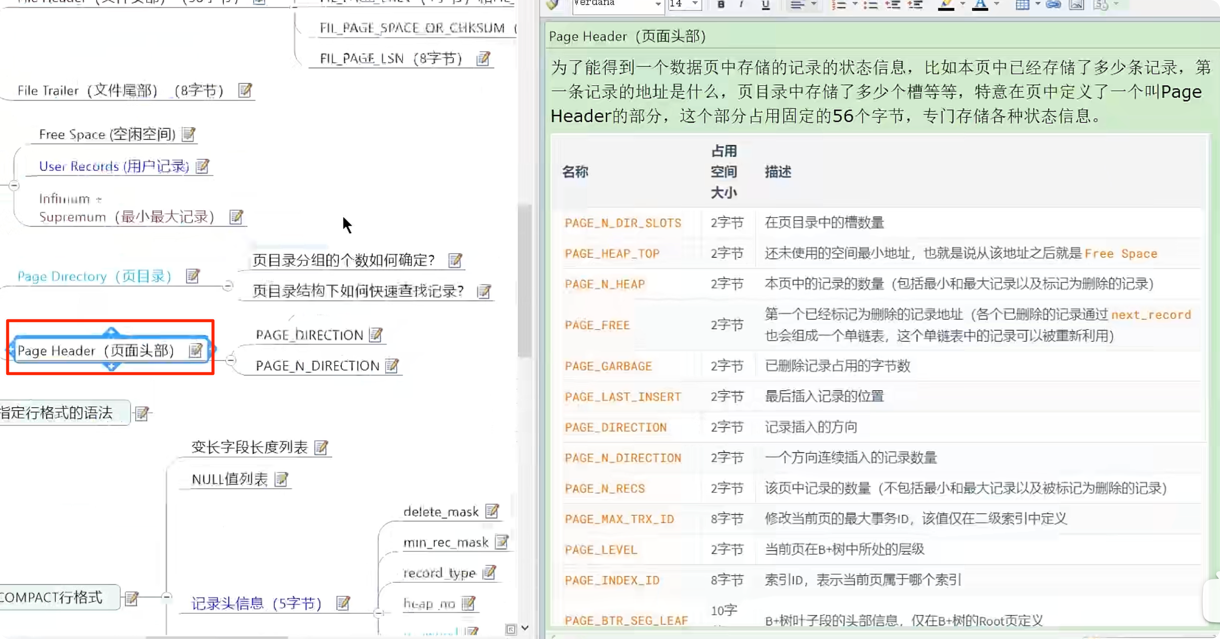 FIL_PAGE_SPACE_OR_CHKSUM（
FIL_PAGE_LSN（8字节）
File Trailer（文件尾部）（8字节）
Free Space (空闲空间)
User Records (用户记录)
Infimum +
Supremum（最小最大记录）
页目录分组的个数如何确定？
Page Directory（页目录）
页目录结构下如何快速查找记录？
PAGE_DIRECTION
Page Header（页面头部）
PAGE_N_DIRECTION
指定行格式的语法
变长字段长度列表
NULL值列表
delete_mask
min_rec_mask
record_type
COMPACT行格式
记录头信息（5字节）
heap_no
Verdana 14 B I U A
Page Header（页面头部）
为了能得到一个数据页中存储的记录的状态信息，比如本页中已经存储了多少条记录，第
一条记录的地址是什么，页目录中存储了多少个槽等等，特意在页中定义了一个叫Page
Header的部分，这个部分占用固定的56个字节，专门存储各种状态信息。
名称 占用空间大小 描述
PAGE_N_DIR_SLOTS 2字节 在页目录中的槽数量
PAGE_HEAP_TOP 2字节 还未使用的空间最小地址，也就是说从该地址之后就是 Free Space
PAGE_N_HEAP 2字节 本页中的记录的数量（包括最小和最大记录以及标记为删除的记录）
PAGE_FREE 2字节 第一个已经标记为删除的记录地址（各个已删除的记录通过 next_record
也会组成一个单链表，这个单链表中的记录可以被重新利用）
PAGE_GARBAGE 2字节 已删除记录占用的字节数
PAGE_LAST_INSERT 2字节 最后插入记录的位置
PAGE_DIRECTION 2字节 记录插入的方向
PAGE_N_DIRECTION 2字节 一个方向连续插入的记录数量
PAGE_N_RECS 2字节 该页中记录的数量（不包括最小和最大记录以及被标记为删除的记录）
PAGE_MAX_TRX_ID 8字节 修改当前页的最大事务ID，该值仅在二级索引中定义
PAGE_LEVEL 2字节 当前页在B+树中所处的层级
PAGE_INDEX_ID 8字节 索引ID，表示当前页属于哪个索引
PAGE_BTR_SEG_LEAF 10字 B+树叶子段的头部信息，仅在B+树的Root页定义